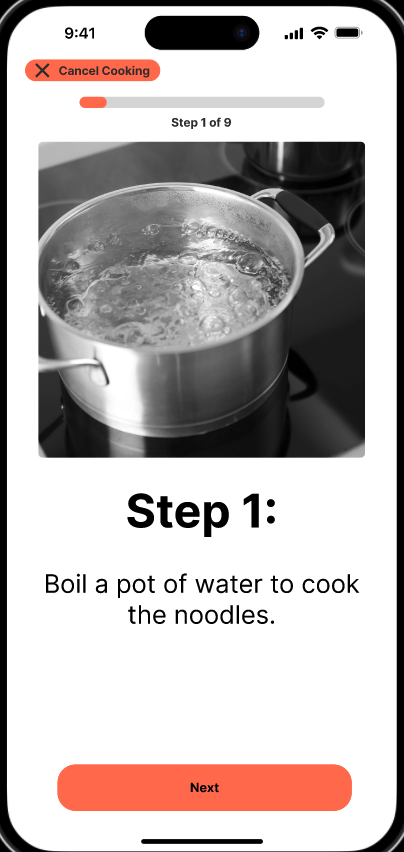 9:41
Cancel Cooking
Step 1 of 9
Step 1:
Boil a pot of water to cook
the noodles.
Next